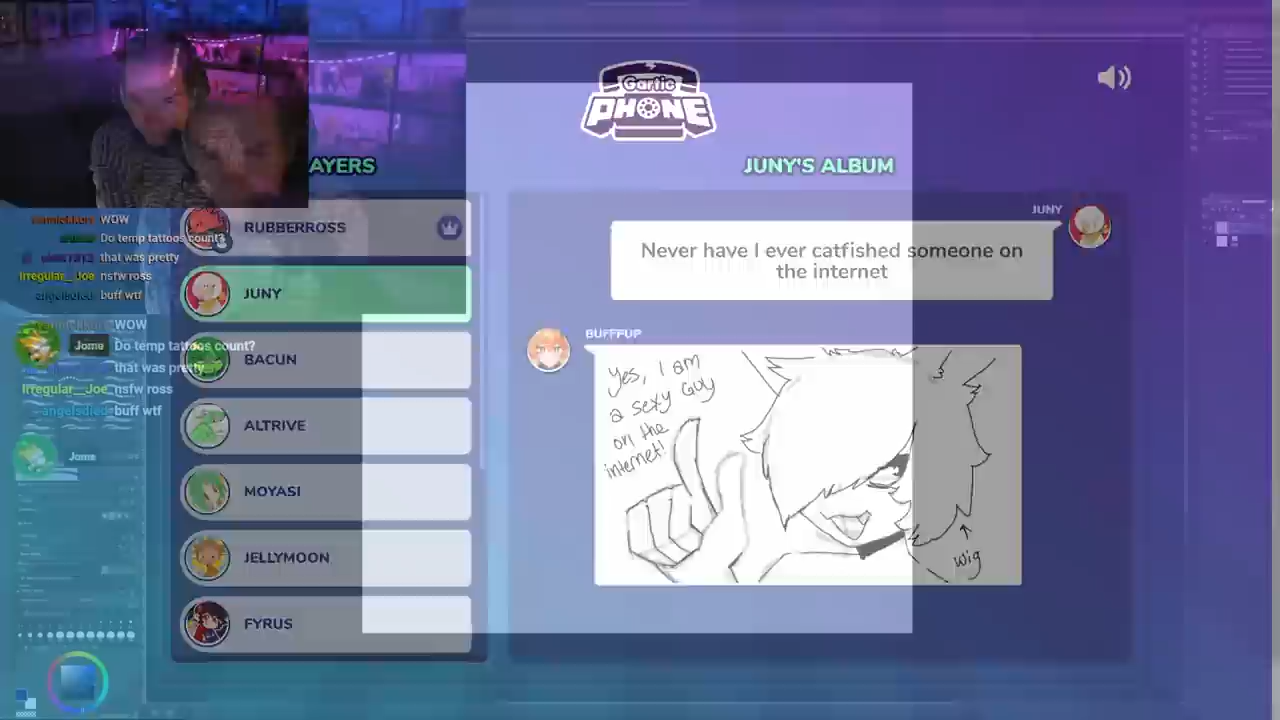 Gartic
PHONE
AYERS
JUNY'S ALBUM
WOW
Do temp tattoos count?
that was pretty
Irregular__Joe nsfw ross
angelsdied buff wtf
WOW
Jome
Do temp tattoos count?
that was pretty
Irregular__Joe nsfw ross
angelsdied buff wtf
Jome
RUBBERROSS
JUNY
BACUN
ALTRIVE
MOYASI
JELLYMOON
FYRUS
JUNY
Never have I ever catfished someone on
the internet
BUFFFUP
Yes, I am
a sexy Guy
on the
internet!
wig